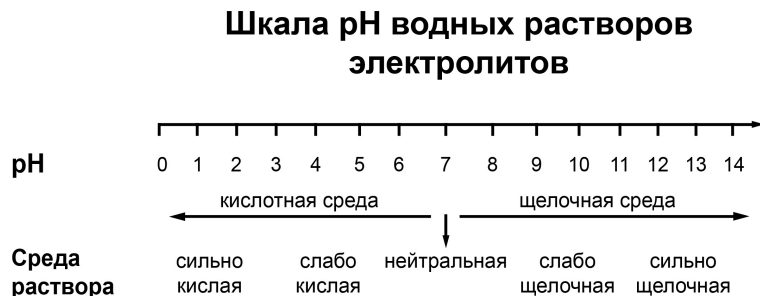 Шкала pH водных растворов
электролитов
pH 0 1 2 3 4 5 6 7 8 9 10 11 12 13 14
кислотная среда щелочная среда
Среда сильно слабо нейтральная слабо сильно
раствора кислая кислая щелочная щелочная